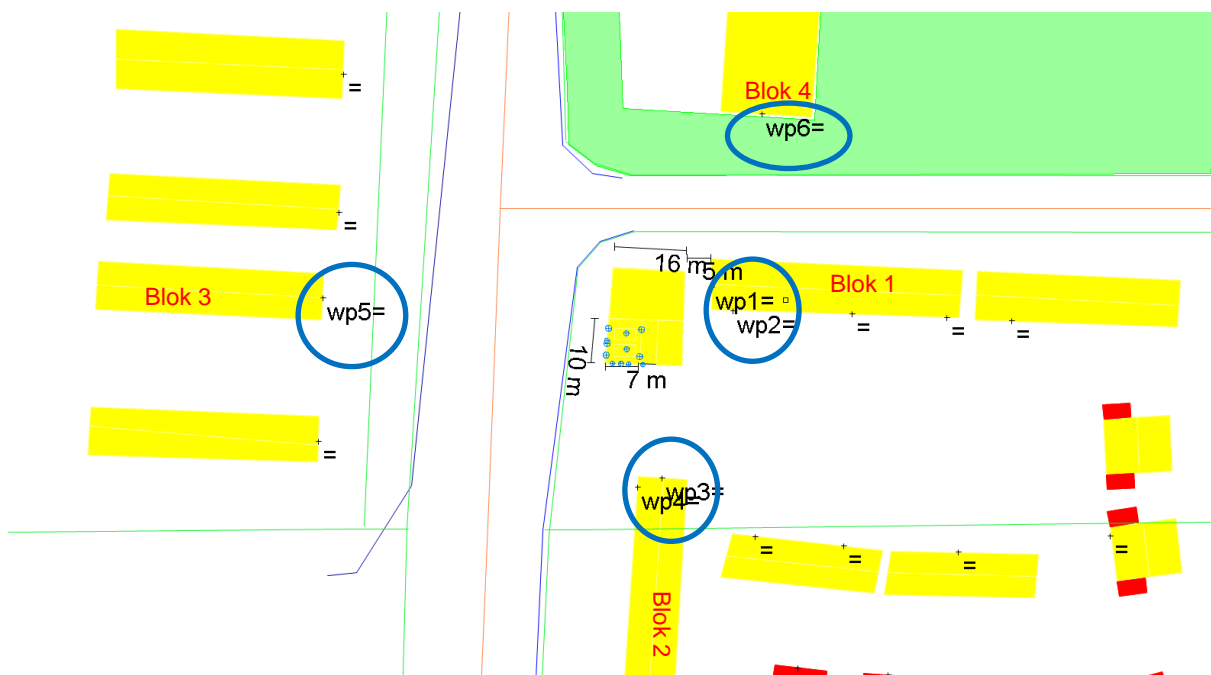 Blok 4
wp6=
=
=
16 m
5 m
Blok 3
Blok 1
wp1=
wp5=
wp2=
=
=
=
10 m
7 m
=
wp3=
wp4=
=
=
=
=
Blok 2